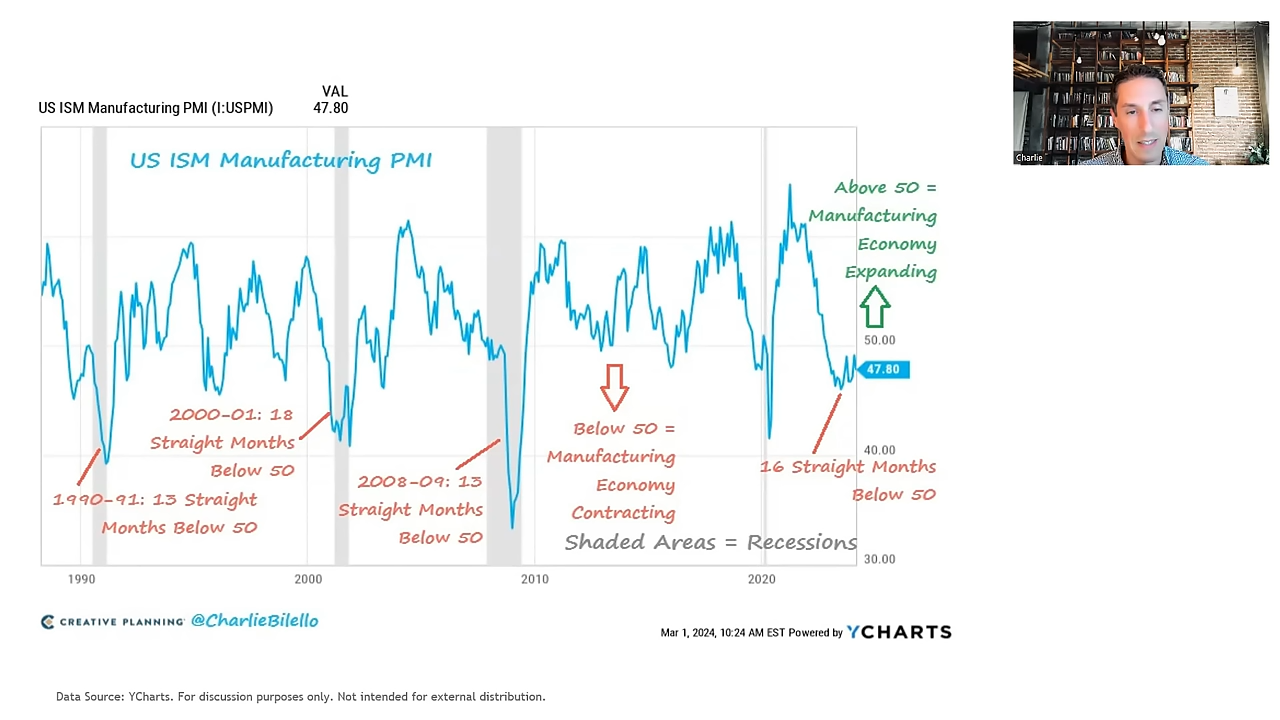 VAL
US ISM Manufacturing PMI (I:USPMI) 47.80
US ISM Manufacturing PMI
Above 50 =
Manufacturing
Economy
Expanding
50.00
47.80
40.00
30.00
2000-01: 18
Straight Months
Below 50
1990-91: 13 Straight
Months Below 50
2008-09: 13
Straight Months
Below 50
Below 50 =
Manufacturing
Economy
Contracting
16 Straight Months
Below 50
Shaded Areas = Recessions
1990 2000 2010 2020
CREATIVE PLANNING @CharlieBilello
Mar 1, 2024, 10:24 AM EST Powered by YCHARTS
Data Source: YCharts. For discussion purposes only. Not intended for external distribution.
Charlie